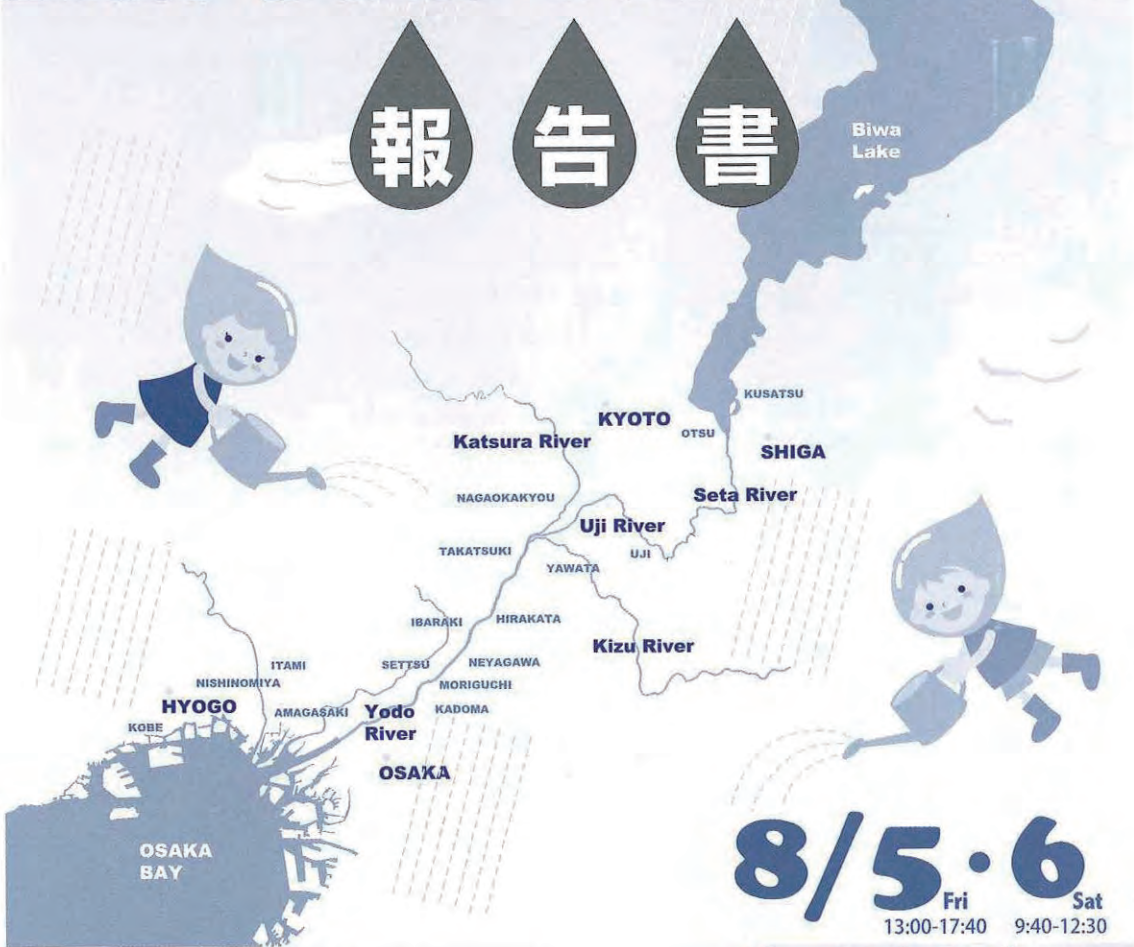 報告書
Biwa
Lake
KUSATSU
KYOTO
OTSU
Katsura River
SHIGA
NAGAOKAKYOU
Seta River
Uji River
TAKATSUKI
UJI
YAWATA
IBARAKI
HIRAKATA
Kizu River
ITAMI
SETTSU
NEYAGAWA
NISHINOMIYA
MORIGUCHI
HYOGO
AMAGASAKI
Yodo
River
KADOMA
KOBE
OSAKA
OSAKA
BAY
8/5・6
Fri
Sat
13:00-17:40
9:40-12:30